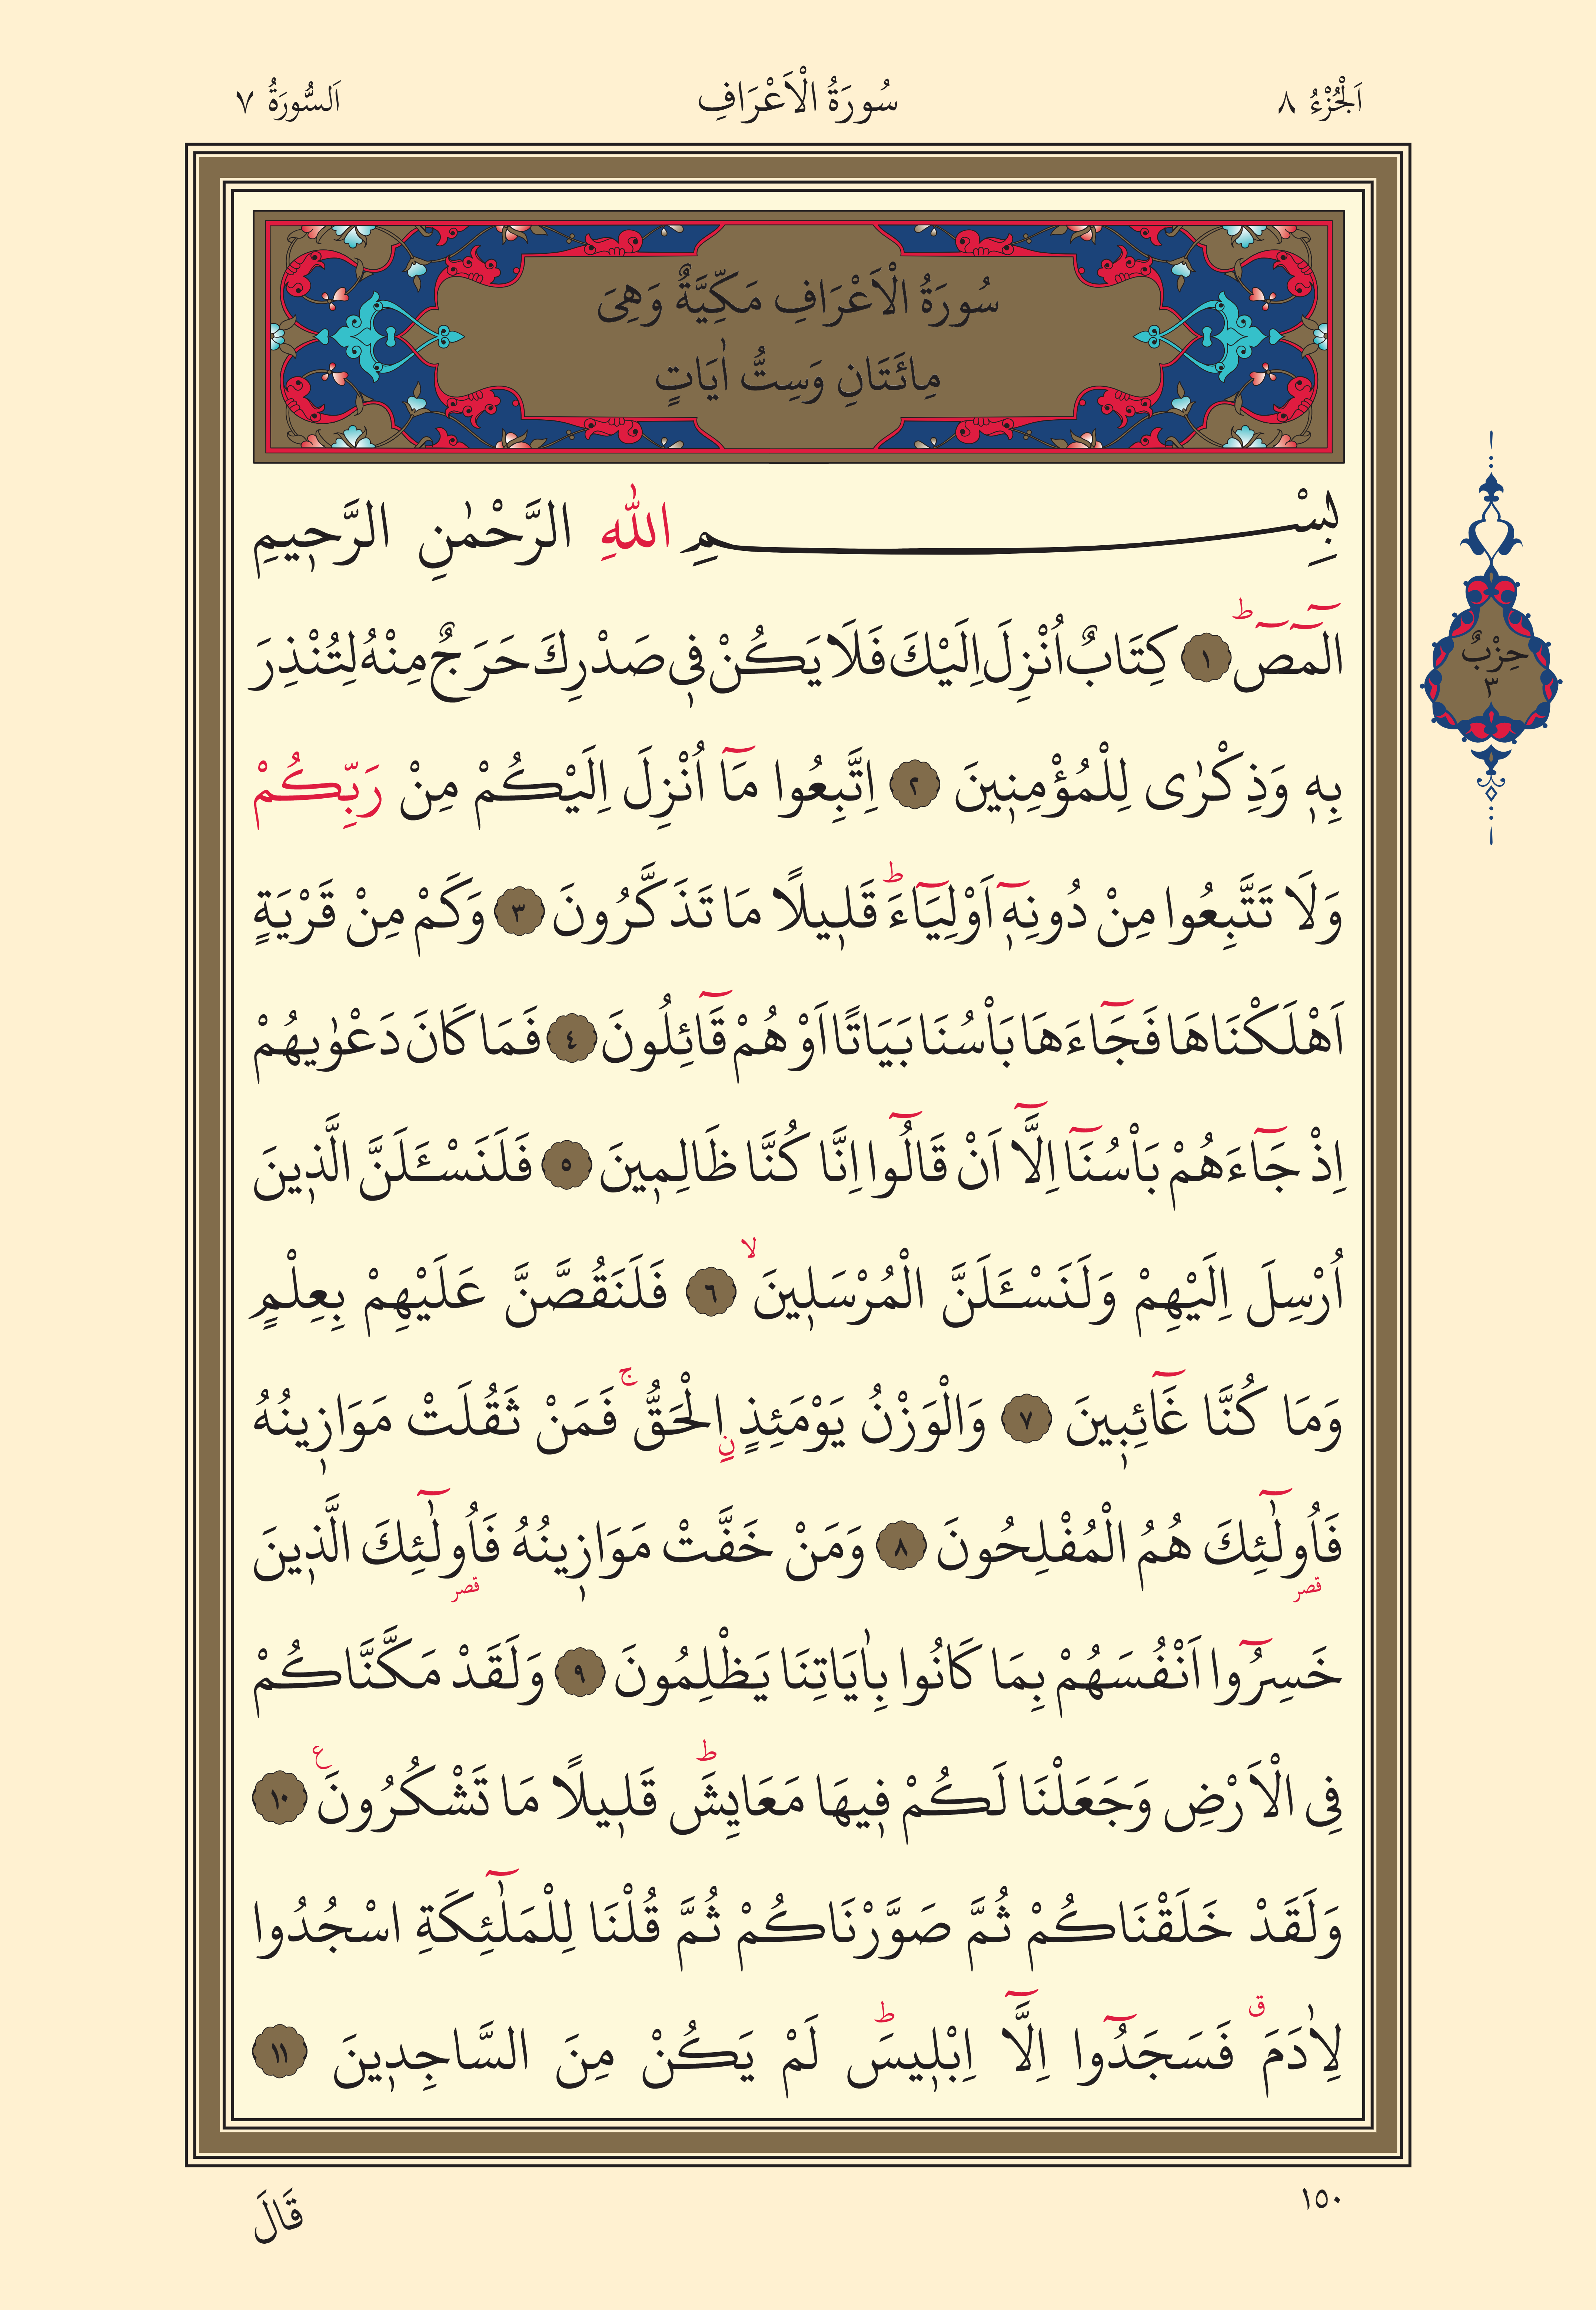 اَلْجُزْءُ ٨
سُورَةُ الْاَعْرَافِ
اَلسُّورَةُ ٧
سُورَةُ الْاَعْرَافِ مَكِّيَّةٌ وَهِيَ
مِائَتَانِ وَسِتُّ اٰيَاتٍ
بِسْمِ اللّٰهِ الرَّحْمٰنِ الرَّح۪يمِ
الٓمٓصٓ ۜ ﴿١﴾ كِتَابٌ اُنْزِلَ اِلَيْكَ فَلَا يَكُنْ ف۪ي صَدْرِكَ حَرَجٌ مِنْهُ لِتُنْذِرَ
بِه۪ وَذِكْرٰى لِلْمُؤْمِن۪ينَ ﴿٢﴾ اِتَّبِعُوا مَٓا اُنْزِلَ اِلَيْكُمْ مِنْ رَبِّكُمْ
وَلَا تَتَّبِعُوا مِنْ دُونِه۪ٓ اَوْلِيَٓاءَ ط قَل۪يلًا مَا تَذَكَّرُونَ ﴿٣﴾ وَكَمْ مِنْ قَرْيَةٍ
اَهْلَكْنَاهَا فَجَٓاءَهَا بَأْسُنَا بَيَاتًا اَوْ هُمْ قَٓائِلُونَ ﴿٤﴾ فَمَا كَانَ دَعْوٰيهُمْ
اِذْ جَٓاءَهُمْ بَأْسُنَٓا اِلَّٓا اَنْ قَالُٓوا اِنَّا كُنَّا ظَالِم۪ينَ ﴿٥﴾ فَلَنَسْـَٔلَنَّ الَّذ۪ينَ
اُرْسِلَ اِلَيْهِمْ وَلَنَسْـَٔلَنَّ الْمُرْسَل۪ينَ لا ﴿٦﴾ فَلَنَقُصَّنَّ عَلَيْهِمْ بِعِلْمٍ
وَمَا كُنَّا غَٓائِب۪ينَ ﴿٧﴾ وَالْوَزْنُ يَوْمَئِذٍ نِ الْحَقُّ ج فَمَنْ ثَقُلَتْ مَوَاز۪ينُهُ
فَاُو۬لٰٓئِكَ هُمُ الْمُفْلِحُونَ ﴿٨﴾ وَمَنْ خَفَّتْ مَوَاز۪ينُهُ فَاُو۬لٰٓئِكَ الَّذ۪ينَ
قصر قصر
خَسِرُٓوا اَنْفُسَهُمْ بِمَا كَانُوا بِاٰيَاتِنَا يَظْلِمُونَ ﴿٩﴾ وَلَقَدْ مَكَّنَّاكُمْ
فِي الْاَرْضِ وَجَعَلْنَا لَكُمْ ف۪يهَا مَعَايِشَ ط قَل۪يلًا مَا تَشْكُرُونَ ع ﴿١٠﴾
وَلَقَدْ خَلَقْنَاكُمْ ثُمَّ صَوَّرْنَاكُمْ ثُمَّ قُلْنَا لِلْمَلٰٓئِكَةِ اسْجُدُوا
لِاٰدَمَ ق فَسَجَدُٓوا اِلَّٓا اِبْل۪يسَ ط لَمْ يَكُنْ مِنَ السَّاجِد۪ينَ ﴿١١﴾
حِزْبٌ
٣
١٥٠
قَالَ